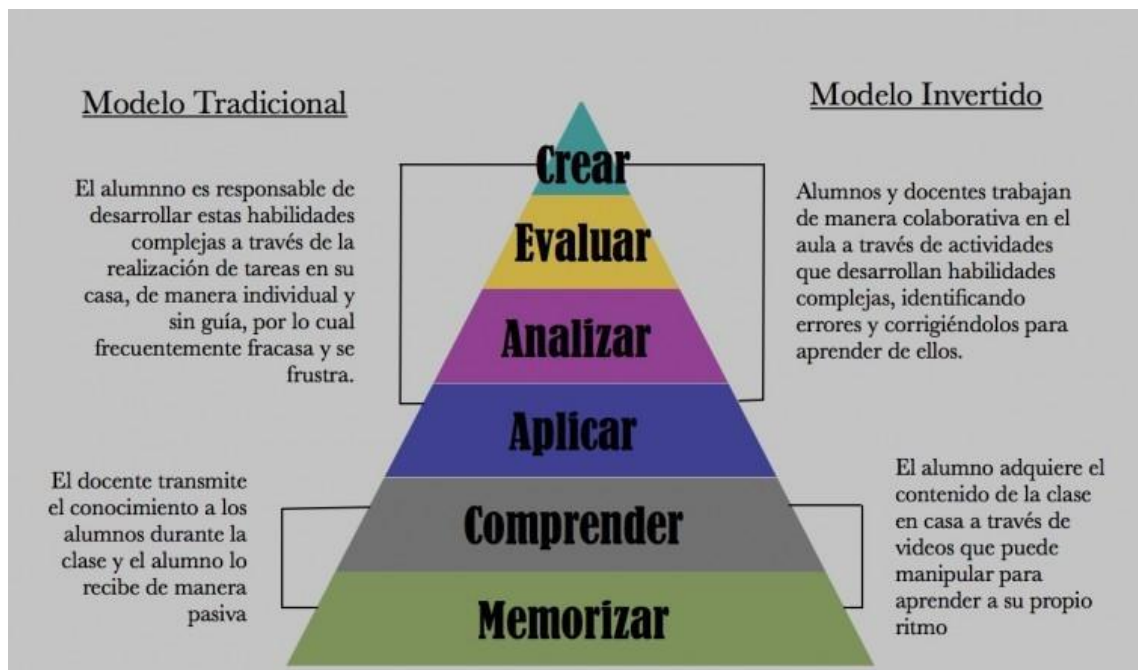 Modelo Tradicional
El alumnno es responsable de
desarrollar estas habilidades
complejas a través de la
realización de tareas en su
casa, de manera individual y
sin guía, por lo cual
frecuentemente fracasa y se
frustra.
El docente transmite
el conocimiento a los
alumnos durante la
clase y el alumno lo
recibe de manera
pasiva
Crear
Evaluar
Analizar
Aplicar
Comprender
Memorizar
Modelo Invertido
Alumnos y docentes trabajan
de manera colaborativa en el
aula a través de actividades
que desarrollan habilidades
complejas, identificando
errores y corrigiéndolos para
aprender de ellos.
El alumno adquiere el
contenido de la clase
en casa a través de
videos que puede
manipular para
aprender a su propio
ritmo